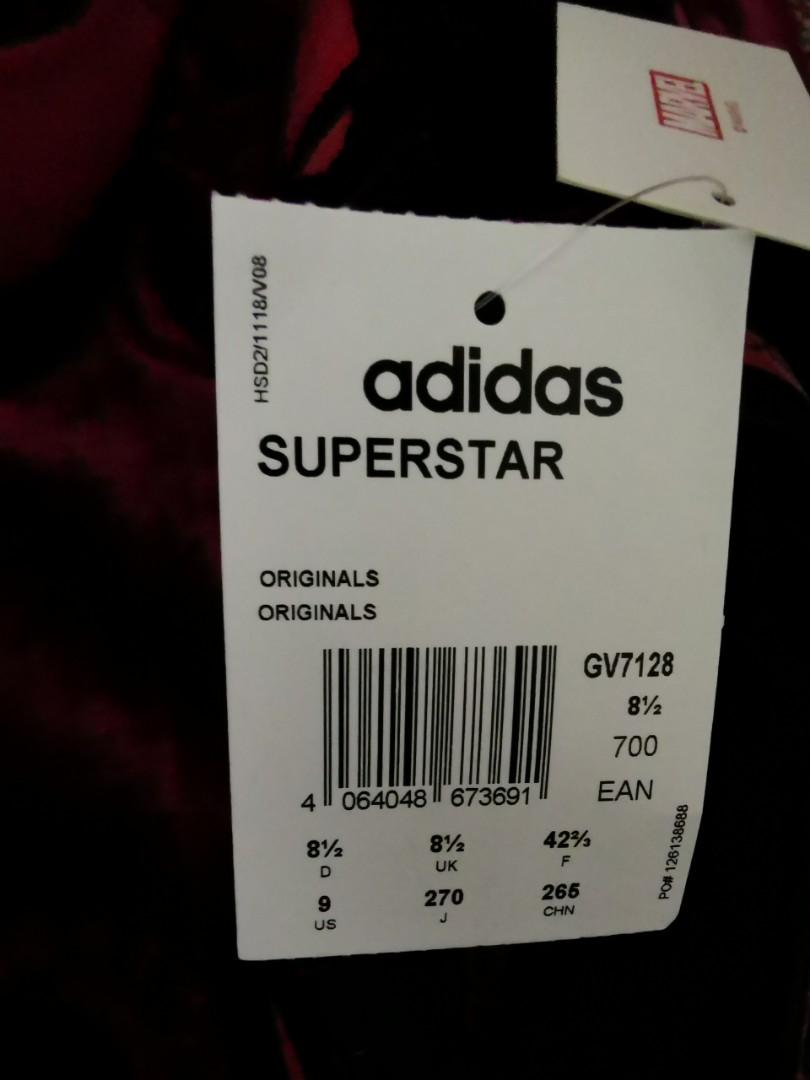 MARVEL
HSD2/1118/V08
adidas
SUPERSTAR
ORIGINALS
ORIGINALS
GV7128
8½
700
EAN
4 064048 673691
8½ 8½ 42⅔
D UK F
9 270 265
US J CHN
PO# 126138688